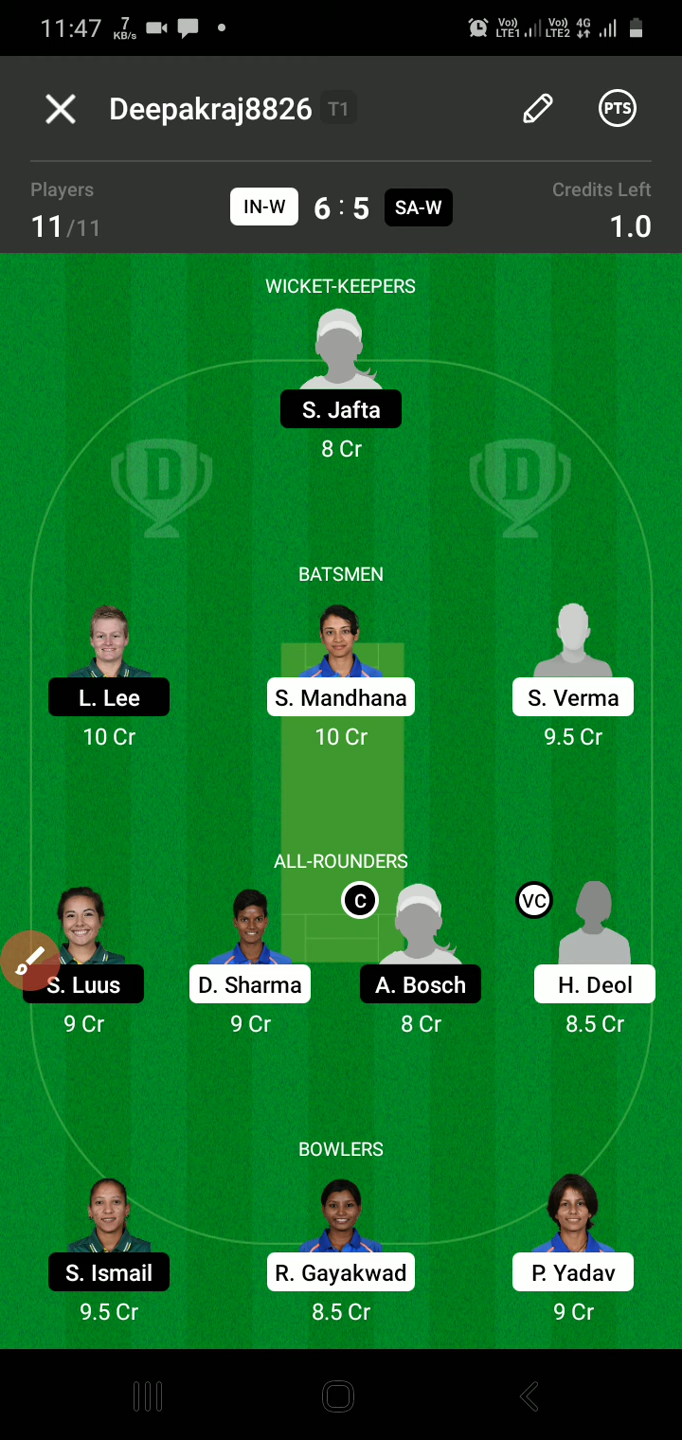 11:47 7 KB/s Vo)) LTE1 Vo)) LTE2 4G
Deepakraj8826 T1 PTS
Players Credits Left
11/11 IN-W 6 : 5 SA-W 1.0
WICKET-KEEPERS
S. Jafta
8 Cr
D D
BATSMEN
L. Lee S. Mandhana S. Verma
10 Cr 10 Cr 9.5 Cr
ALL-ROUNDERS
C VC
S. Luus D. Sharma A. Bosch H. Deol
9 Cr 9 Cr 8 Cr 8.5 Cr
BOWLERS
S. Ismail R. Gayakwad P. Yadav
9.5 Cr 8.5 Cr 9 Cr